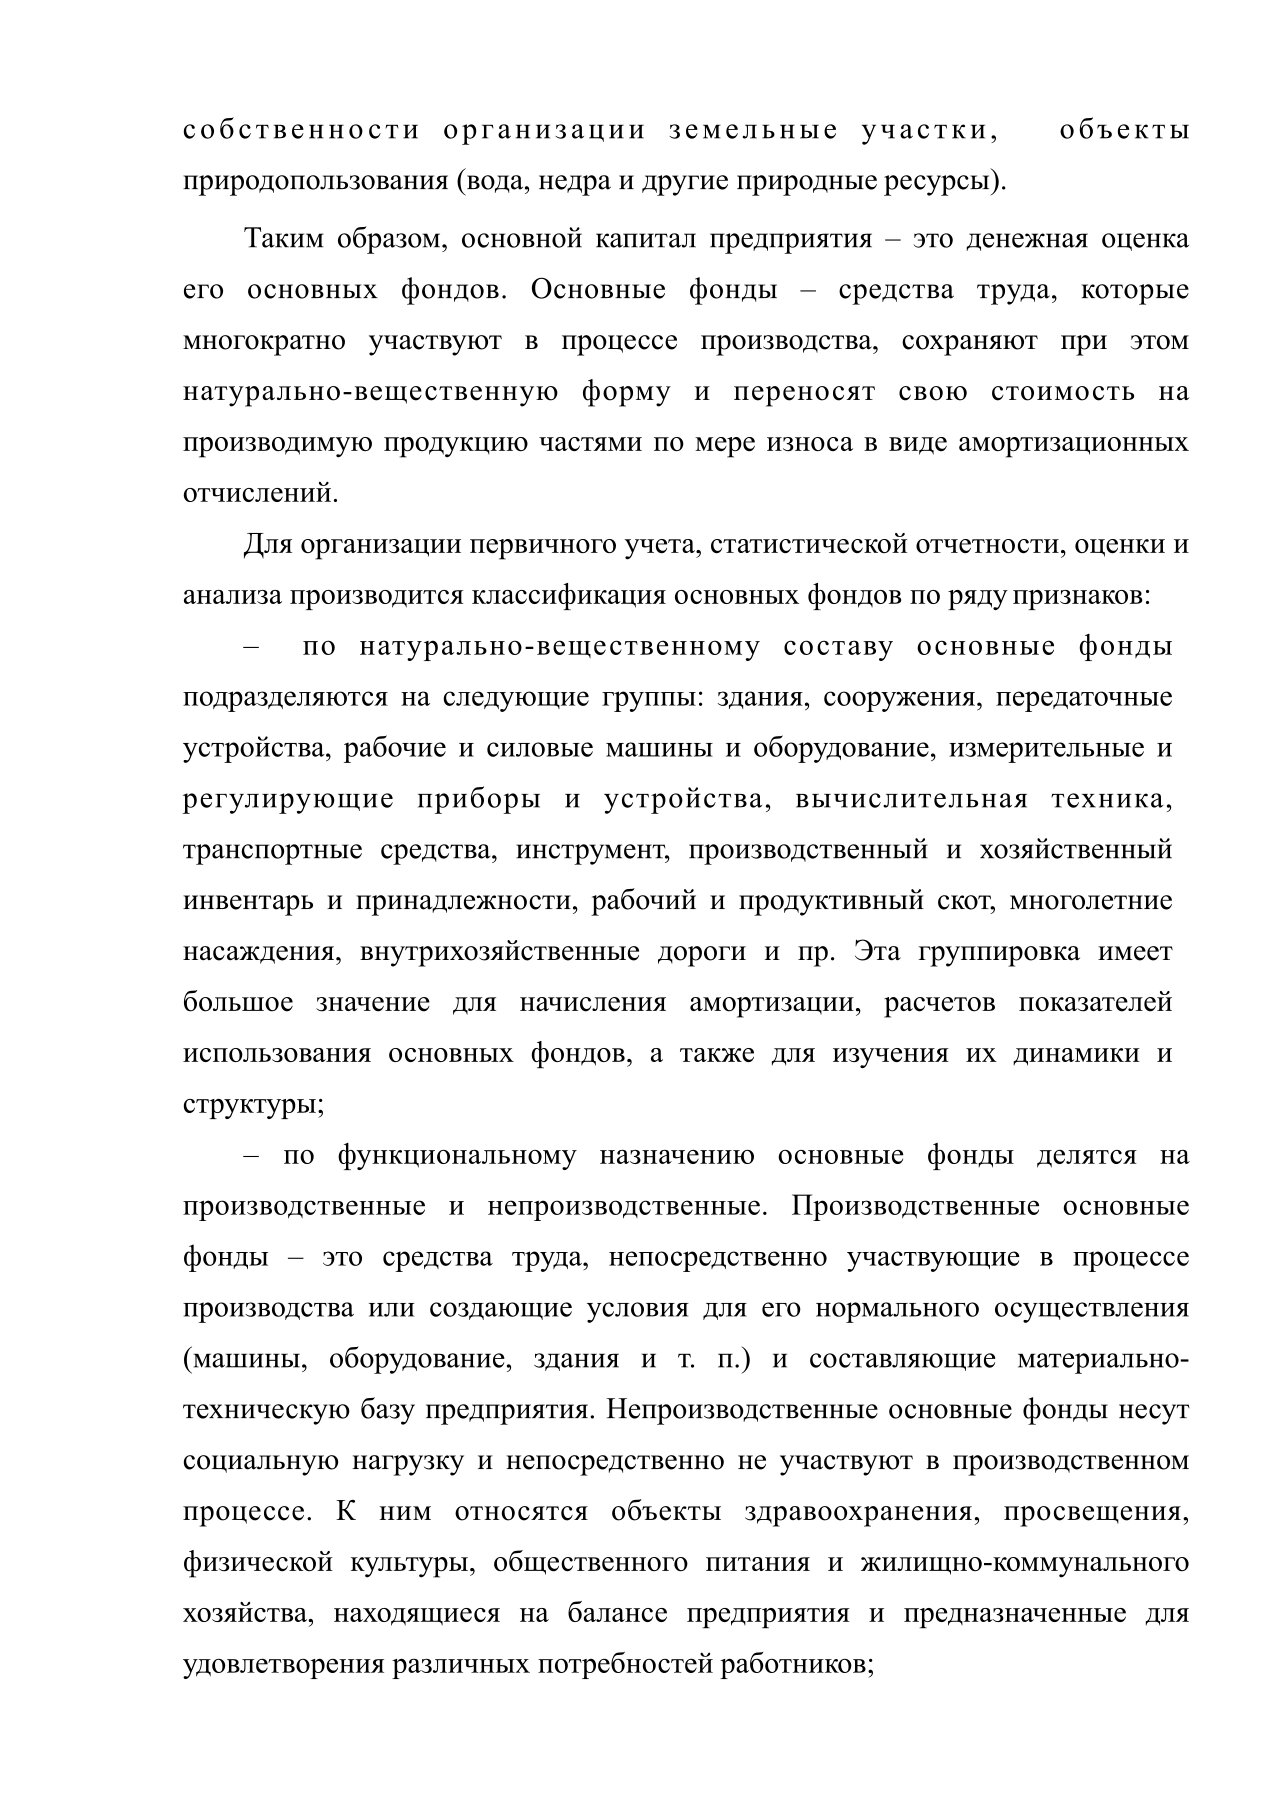 собственности организации земельные участки, объекты
природопользования (вода, недра и другие природные ресурсы).
Таким образом, основной капитал предприятия – это денежная оценка
его основных фондов. Основные фонды – средства труда, которые
многократно участвуют в процессе производства, сохраняют при этом
натурально-вещественную форму и переносят свою стоимость на
производимую продукцию частями по мере износа в виде амортизационных
отчислений.
Для организации первичного учета, статистической отчетности, оценки и
анализа производится классификация основных фондов по ряду признаков:
– по натурально-вещественному составу основные фонды
подразделяются на следующие группы: здания, сооружения, передаточные
устройства, рабочие и силовые машины и оборудование, измерительные и
регулирующие приборы и устройства, вычислительная техника,
транспортные средства, инструмент, производственный и хозяйственный
инвентарь и принадлежности, рабочий и продуктивный скот, многолетние
насаждения, внутрихозяйственные дороги и пр. Эта группировка имеет
большое значение для начисления амортизации, расчетов показателей
использования основных фондов, а также для изучения их динамики и
структуры;
– по функциональному назначению основные фонды делятся на
производственные и непроизводственные. Производственные основные
фонды – это средства труда, непосредственно участвующие в процессе
производства или создающие условия для его нормального осуществления
(машины, оборудование, здания и т. п.) и составляющие материально-
техническую базу предприятия. Непроизводственные основные фонды несут
социальную нагрузку и непосредственно не участвуют в производственном
процессе. К ним относятся объекты здравоохранения, просвещения,
физической культуры, общественного питания и жилищно-коммунального
хозяйства, находящиеся на балансе предприятия и предназначенные для
удовлетворения различных потребностей работников;